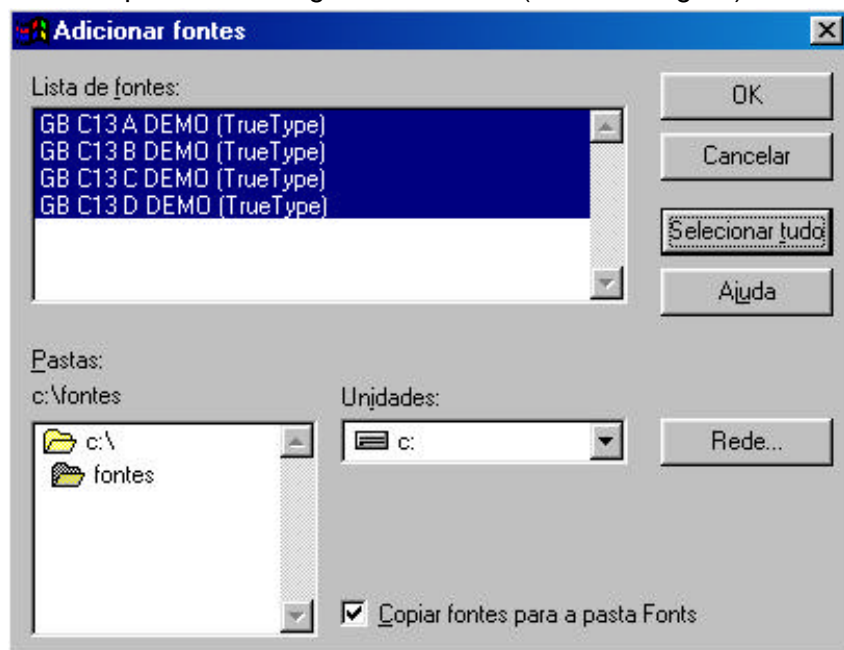 Adicionar fontes
Lista de fontes:
GB C13 A DEMO (TrueType)
GB C13 B DEMO (TrueType)
GB C13 C DEMO (TrueType)
GB C13 D DEMO (TrueType)
OK
Cancelar
Selecionar tudo
Ajuda
Pastas:
c:\fontes
c:\
fontes
Unidades:
c:
Rede...
Copiar fontes para a pasta Fonts